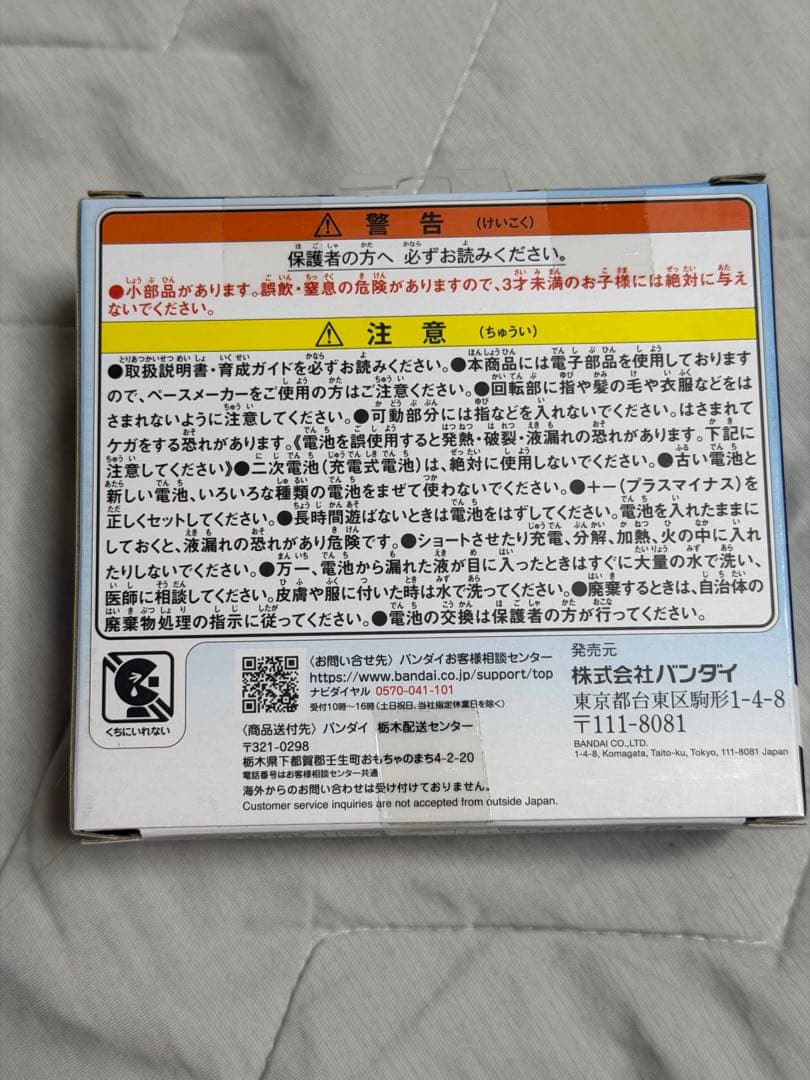 ⚠ 警告 (けいこく)
保護者の方へ 必ずお読みください。
●小部品があります。誤飲・窒息の危険がありますので、3才未満のお子様には絶対に与え
ないでください。
⚠ 注意 (ちゅうい)
●取扱説明書・育成ガイドを必ずお読みください。●本商品には電子部品を使用しております
ので、ペースメーカーをご使用の方はご注意ください。●回転部に指や髪の毛や衣服などをは
さまれないように注意してください。●可動部分には指などを入れないでください。はさまれて
ケガをする恐れがあります。《電池を誤使用すると発熱・破裂・液漏れの恐れがあります。下記に
注意してください》●二次電池(充電式電池)は、絶対に使用しないでください。●古い電池と
新しい電池、いろいろな種類の電池をまぜて使わないでください。●+-(プラスマイナス)を
正しくセットしてください。●長時間遊ばないときは電池をはずしてください。電池を入れたままに
しておくと、液漏れの恐れがあり危険です。●ショートさせたり充電、分解、加熱、火の中に入れ
たりしないでください。●万一、電池から漏れた液が目に入ったときはすぐに大量の水で洗い、
医師に相談してください。皮膚や服に付いた時は水で洗ってください。●廃棄するときは、自治体の
廃棄物処理の指示に従ってください。●電池の交換は保護者の方が行ってください。
くちにいれない
〈お問い合せ先〉バンダイお客様相談センター
https://www.bandai.co.jp/support/top
ナビダイヤル 0570-041-101
受付10時〜16時(土日祝日、当社指定休業日を除く)
〈商品送付先〉バンダイ 栃木配送センター
〒321-0298
栃木県下都賀郡壬生町おもちゃのまち4-2-20
電話番号はお客様相談センター共通
海外からのお問い合わせは受け付けておりません。
Customer service inquiries are not accepted from outside Japan.
発売元
株式会社バンダイ
東京都台東区駒形1-4-8
〒111-8081
BANDAI CO.,LTD.
1-4-8, Komagata, Taito-ku, Tokyo, 111-8081 Japan